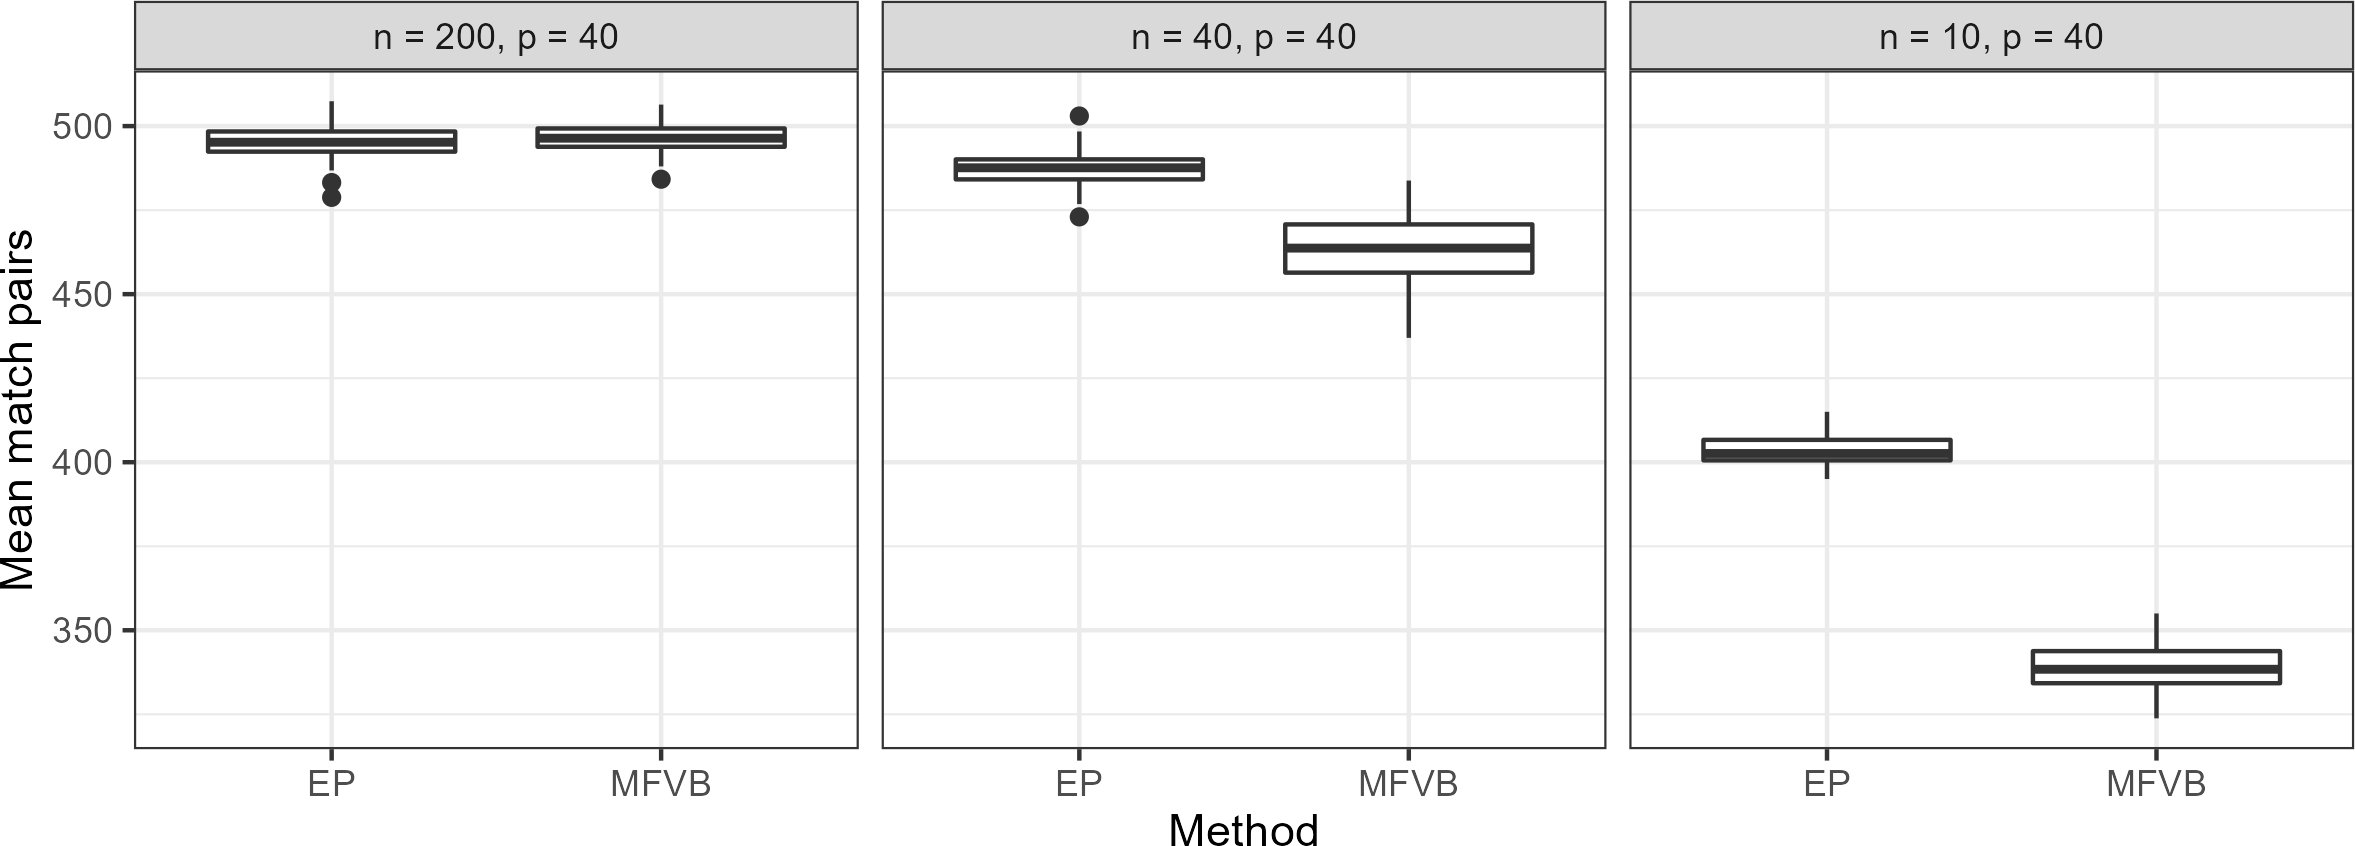 n = 200, p = 40
n = 40, p = 40
n = 10, p = 40
Mean match pairs
500
450
400
350
EP
MFVB
EP
MFVB
EP
MFVB
Method